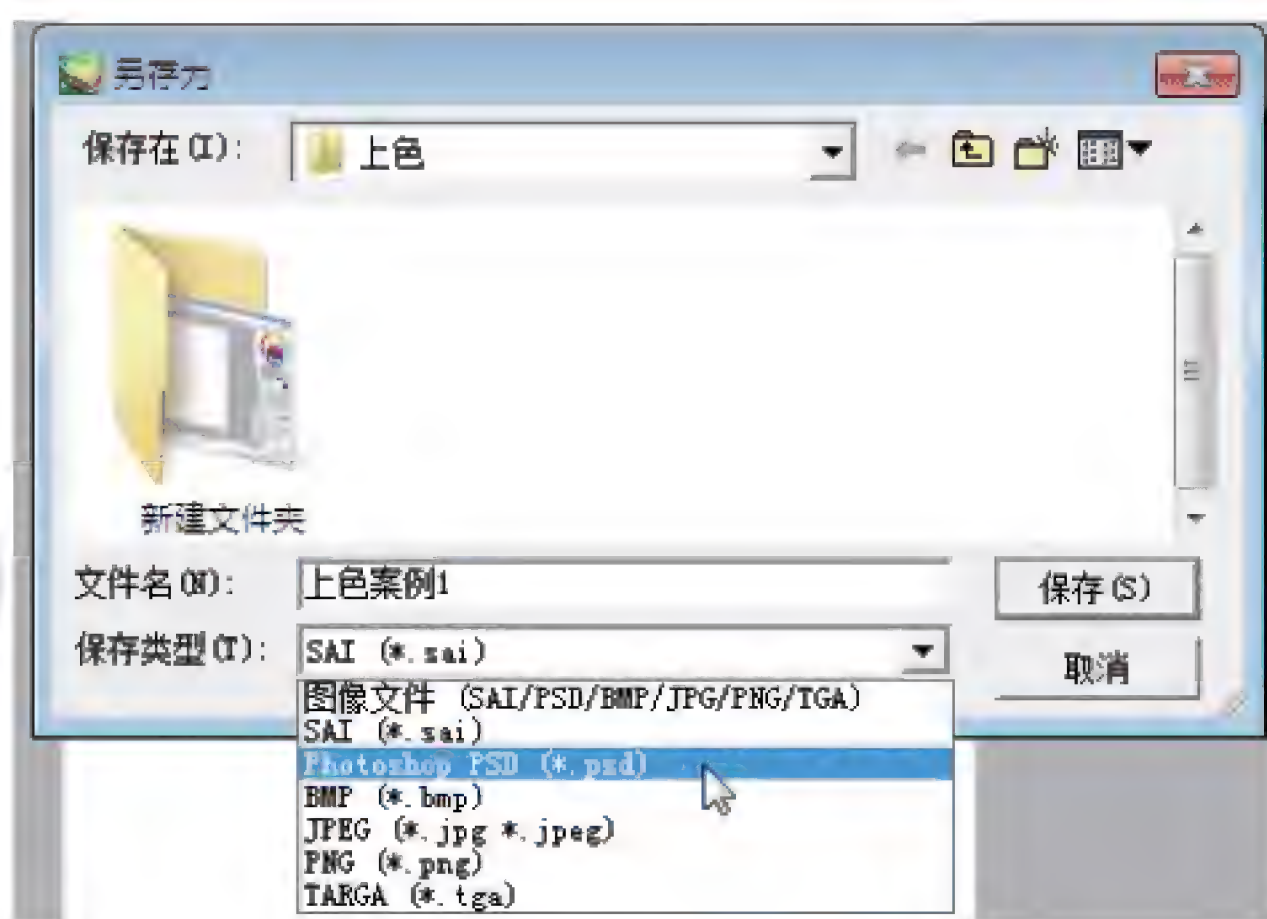 另存为
保存在(I): 上色
新建文件夹
文件名(N): 上色案例1 保存(S)
保存类型(T): SAI (*.sai) 取消
图像文件 (SAI/PSD/BMP/JPG/PNG/TGA)
SAI (*.sai)
Photoshop PSD (*.psd)
BMP (*.bmp)
JPEG (*.jpg *.jpeg)
PNG (*.png)
TARGA (*.tga)